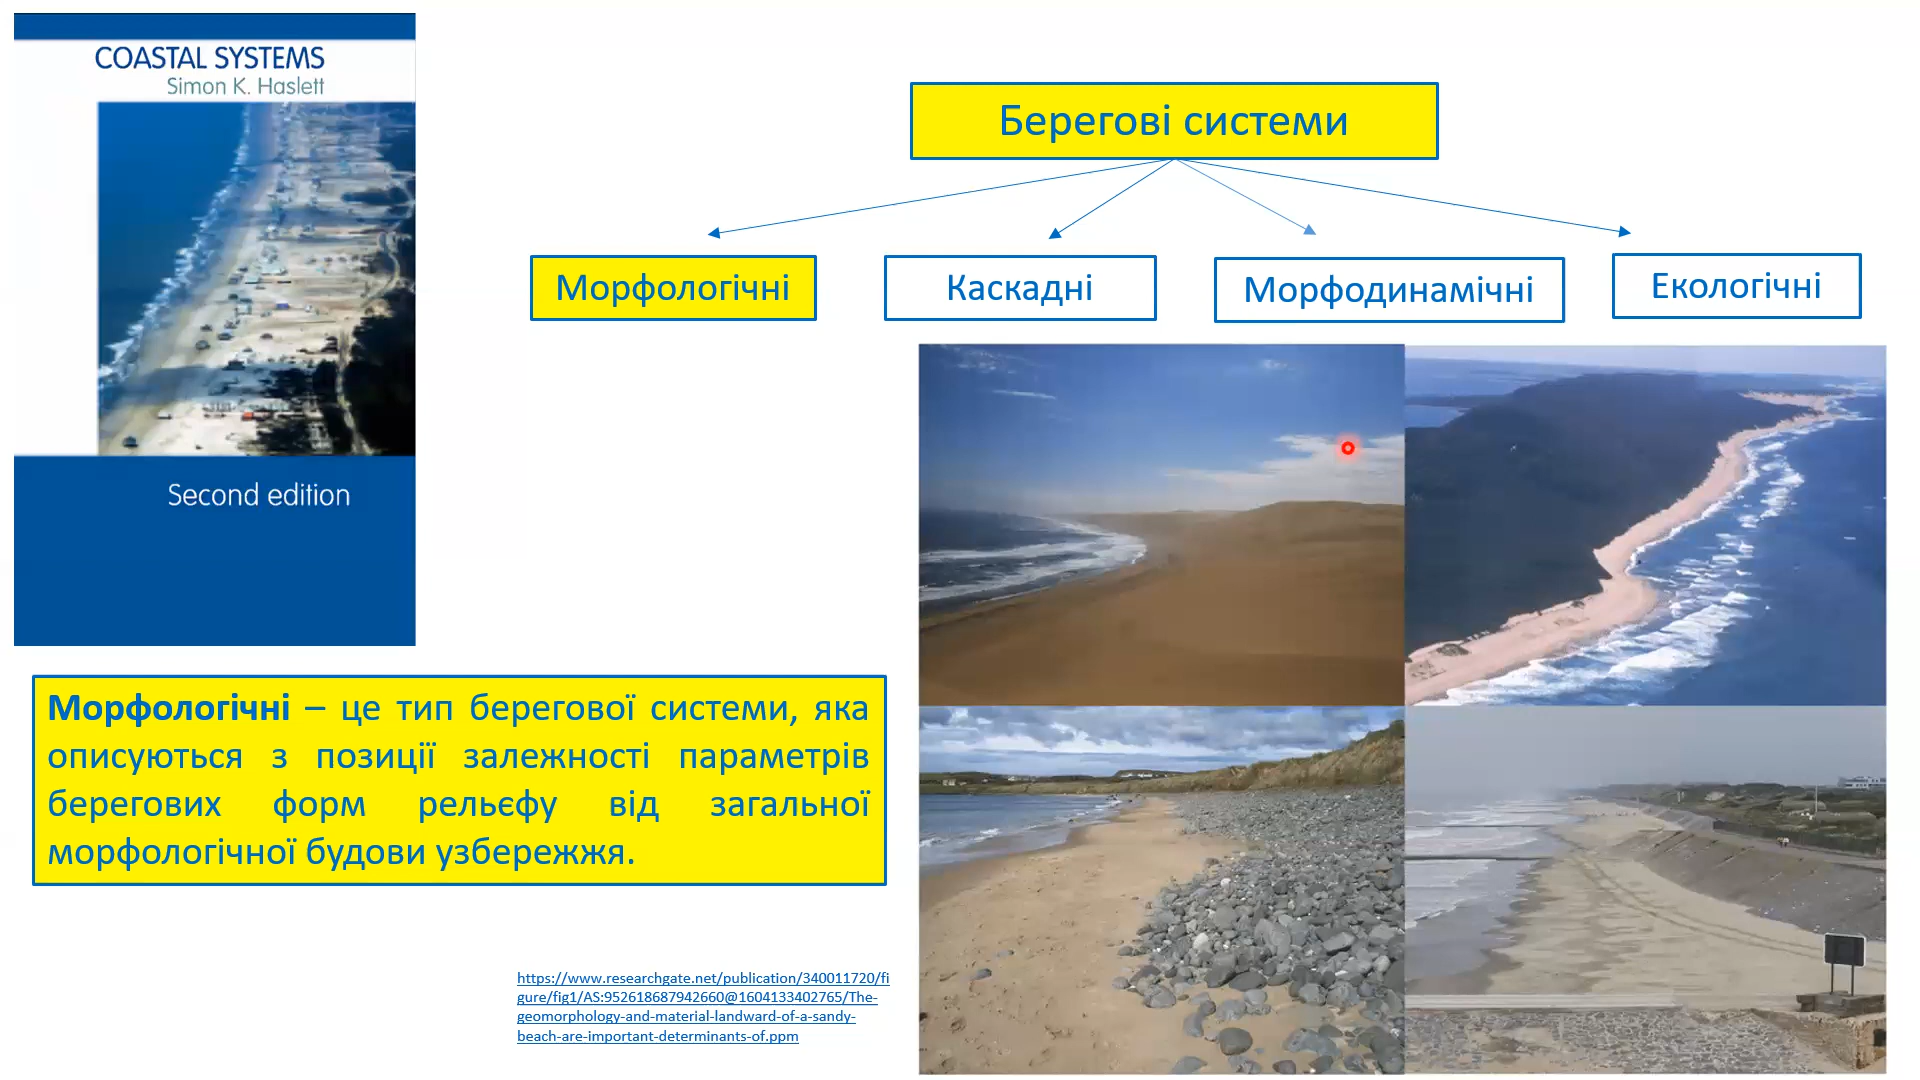 COASTAL SYSTEMS
Simon K. Haslett
Second edition
Берегові системи
Морфологічні
Каскадні
Морфодинамічні
Екологічні
Морфологічні – це тип берегової системи, яка
описуються з позиції залежності параметрів
берегових форм рельєфу від загальної
морфологічної будови узбережжя.
https://www.researchgate.net/publication/340011720/fi
gure/fig1/AS:952618687942660@1604133402765/The-
geomorphology-and-material-landward-of-a-sandy-
beach-are-important-determinants-of.ppm